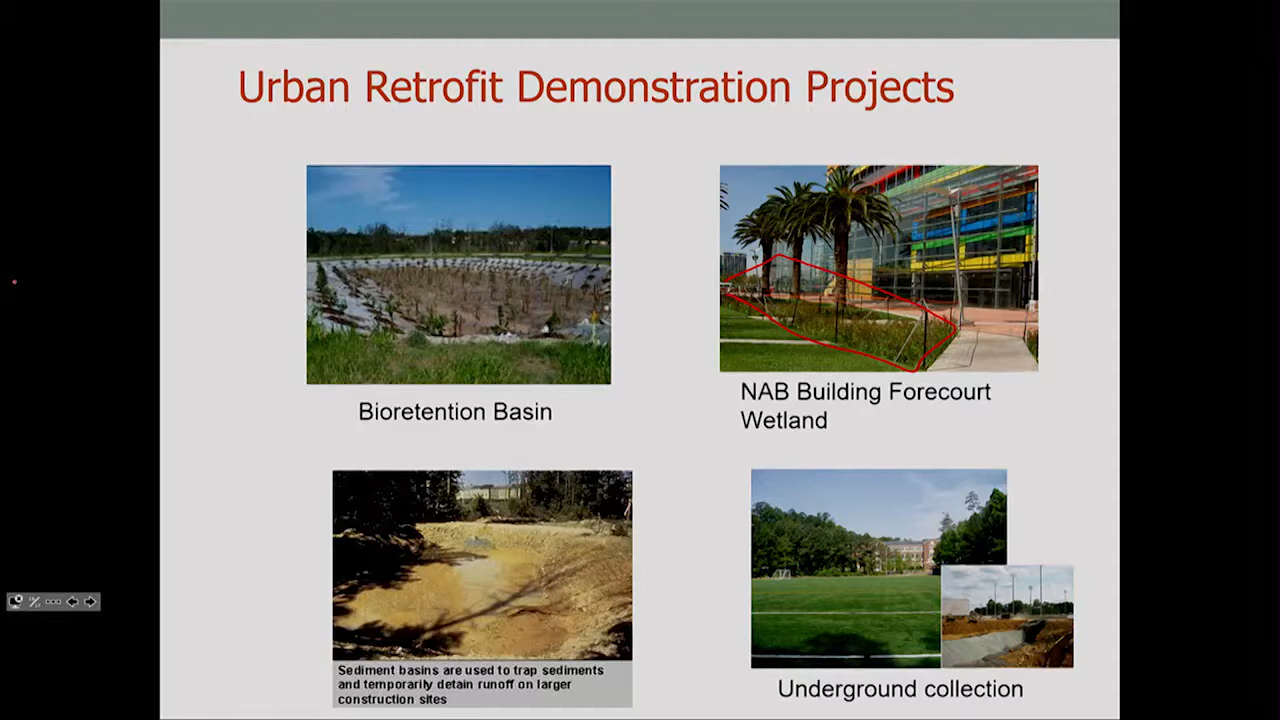 Urban Retrofit Demonstration Projects
Bioretention Basin
NAB Building Forecourt
Wetland
Sediment basins are used to trap sediments
and temporarily detain runoff on larger
construction sites
Underground collection